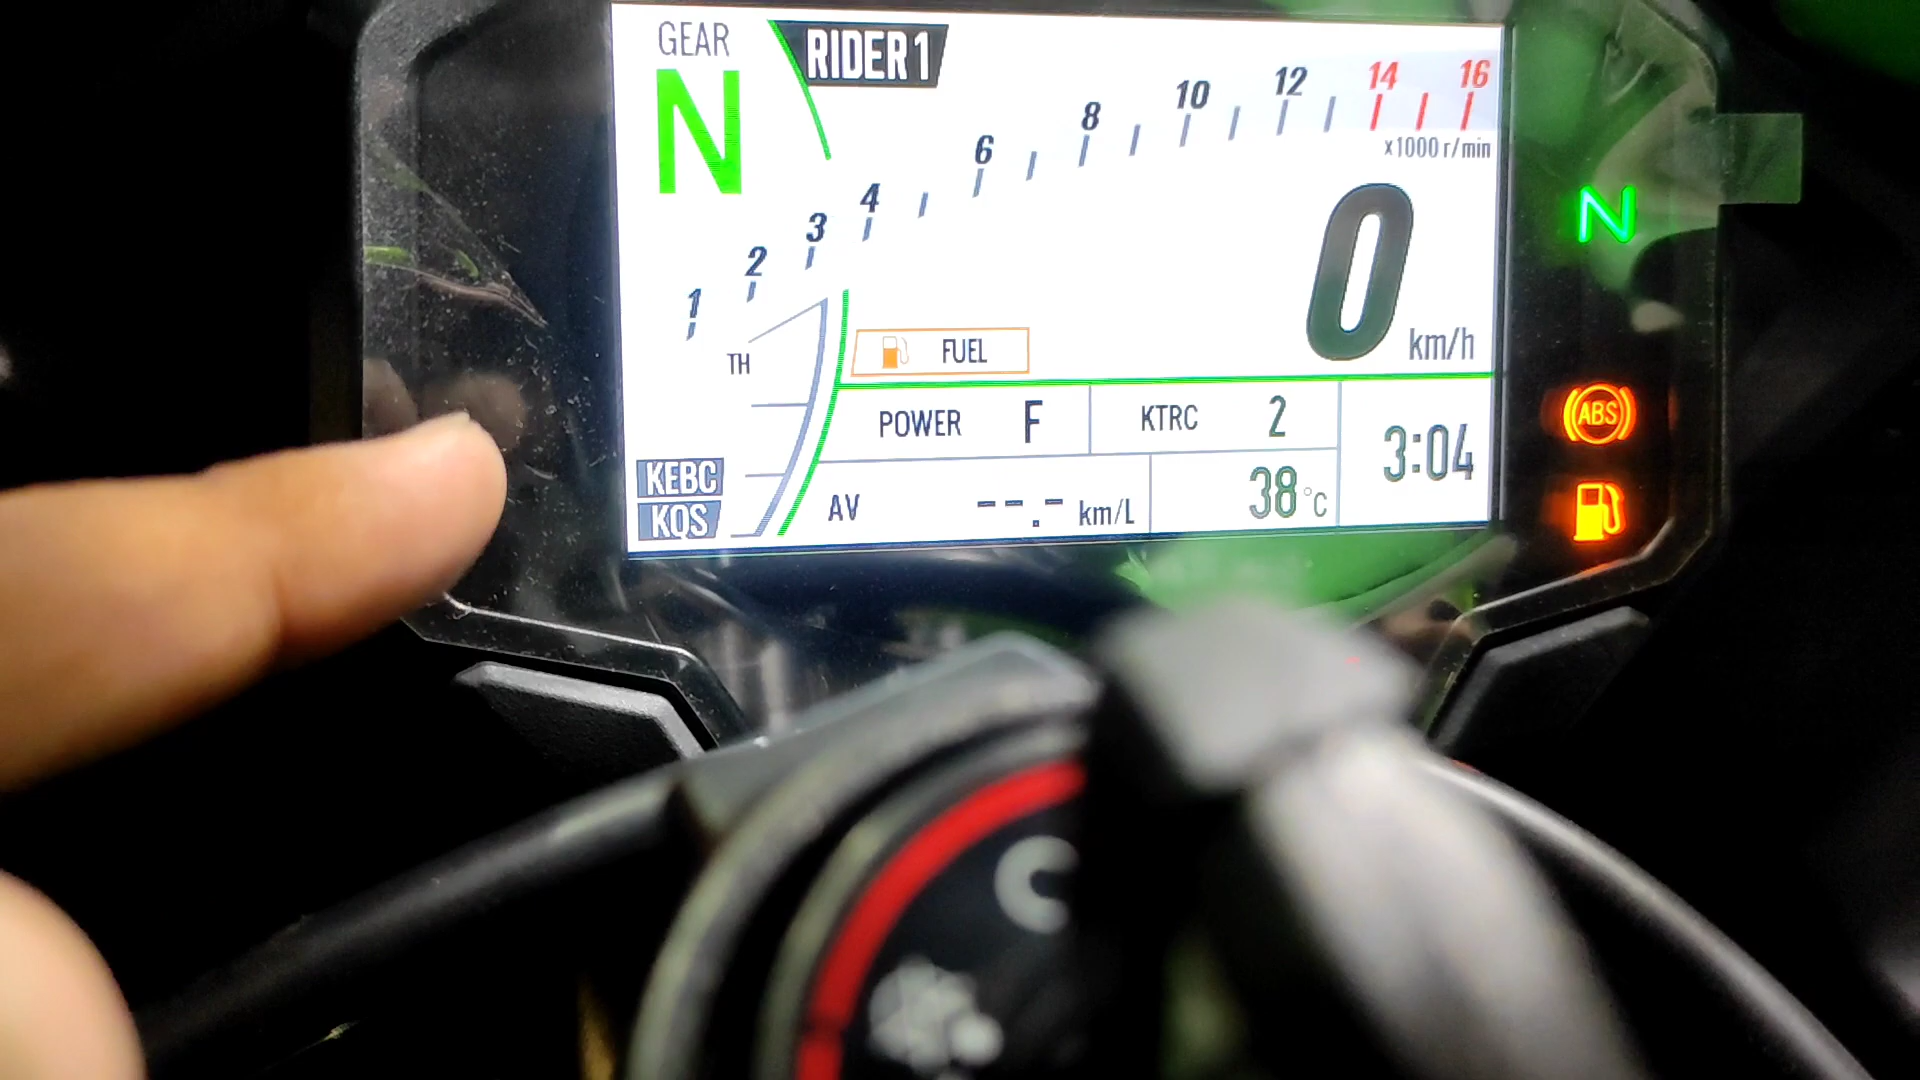 GEAR
N
RIDER 1
1 2 3 4 6 8 10 12 14 16
x1000 r/min
N
0 km/h
TH
FUEL
ABS
POWER F
KTRC 2
3:04
KEBC
KQS
AV --.- km/L
38 °C